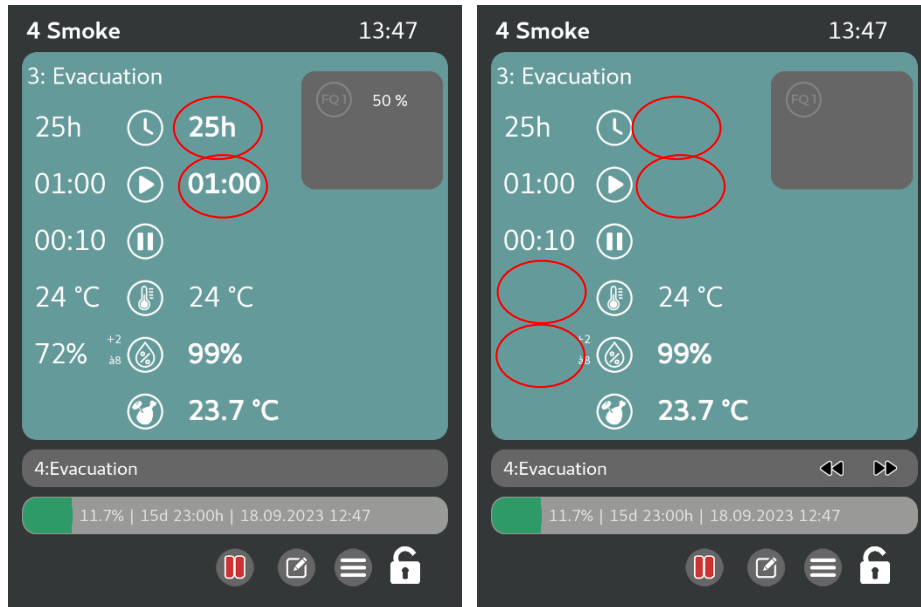 4 Smoke 13:47
3: Evacuation
FQ1 50 %
25h 25h
01:00 01:00
00:10
24 °C 24 °C
72% +2 à8 99%
23.7 °C
4:Evacuation
11.7% | 15d 23:00h | 18.09.2023 12:47
4 Smoke 13:47
3: Evacuation
FQ1
25h
01:00
00:10
24 °C
+2 à8 99%
23.7 °C
4:Evacuation
11.7% | 15d 23:00h | 18.09.2023 12:47